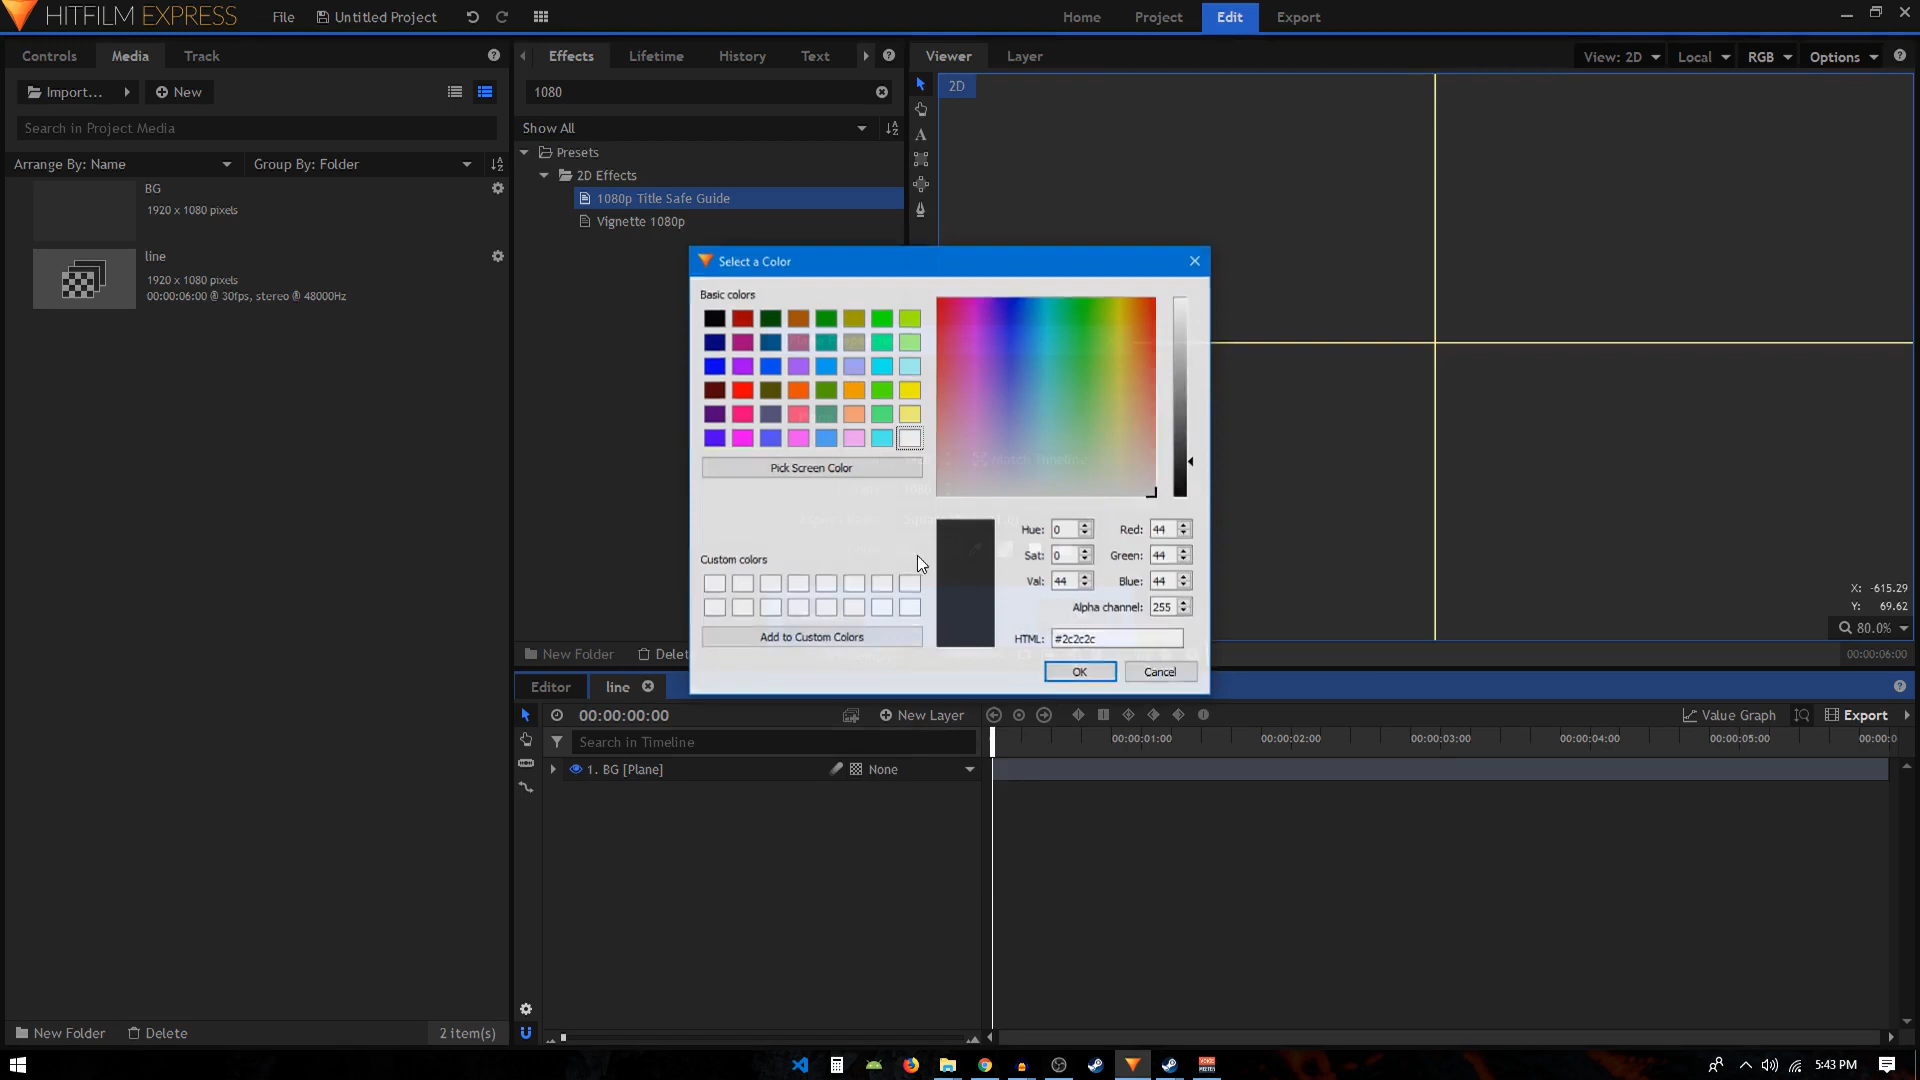 HITFILM EXPRESS
File
Untitled Project
Home
Project
Edit
Export
Controls
Media
Track
Effects
Lifetime
History
Text
Viewer
Layer
View: 2D
Local
RGB
Options
Import...
New
1080
2D
Search in Project Media
Show All
Arrange By: Name
Group By: Folder
Presets
2D Effects
1080p Title Safe Guide
Vignette 1080p
BG
1920 x 1080 pixels
line
1920 x 1080 pixels
00:00:06:00 @ 30fps, stereo @ 48000Hz
Select a Color
Basic colors
Pick Screen Color
Match Timeline
Custom colors
Add to Custom Colors
Hue: 0
Red: 44
Sat: 0
Green: 44
Val: 44
Blue: 44
Alpha channel: 255
HTML: #2c2c2c
OK
Cancel
X: -615.29
Y: 69.62
80.0%
New Folder
Delet
00:00:06:00
Editor
line
00:00:00:00
New Layer
Value Graph
Export
Search in Timeline
00:00:01:00
00:00:02:00
00:00:03:00
00:00:04:00
00:00:05:00
00:00:0
1. BG [Plane]
None
New Folder
Delete
2 item(s)
5:43 PM